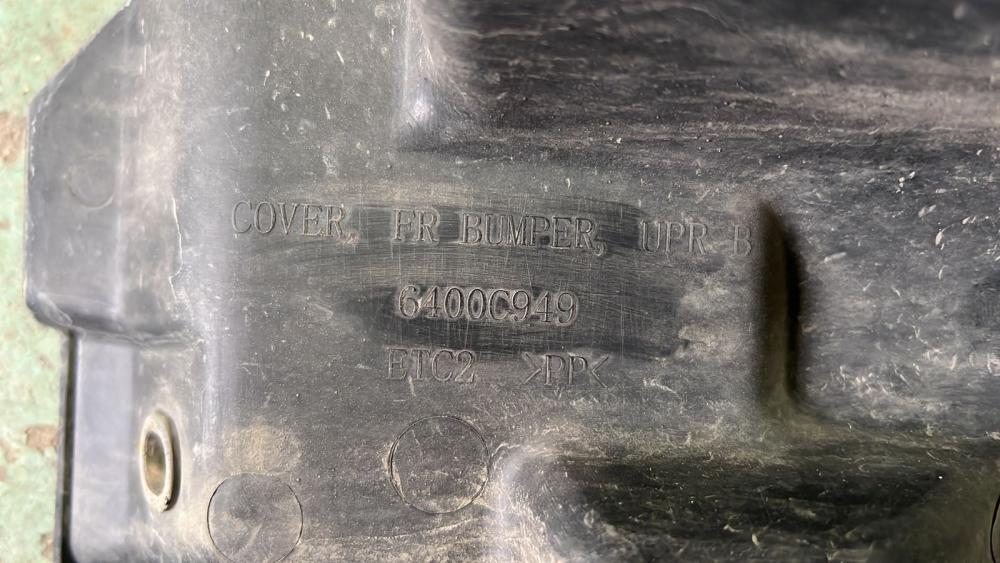 COVER, FR BUMPER, UPR B
6400C949
ETC2 >PP<